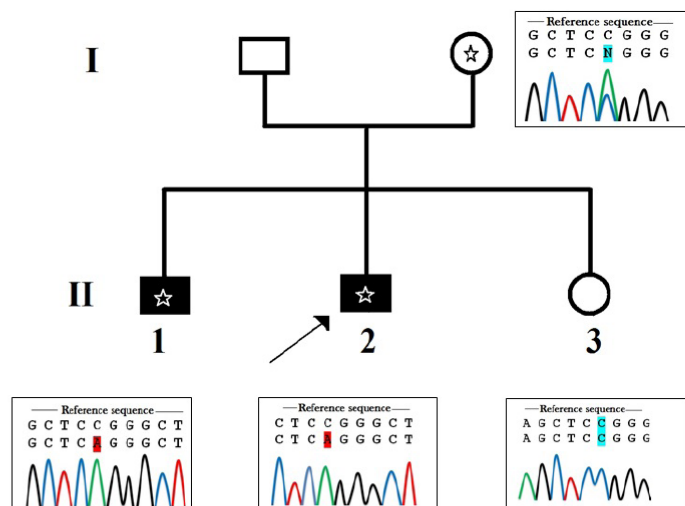 Reference sequence
G C T C C G G G
G C T C N G G G
I
II
1
2
3
Reference sequence
G C T C C G G G C T
G C T C A G G G C T
Reference sequence
C T C C G G G C T
C T C A G G G C T
Reference sequence
A G C T C C G G G
A G C T C C G G G